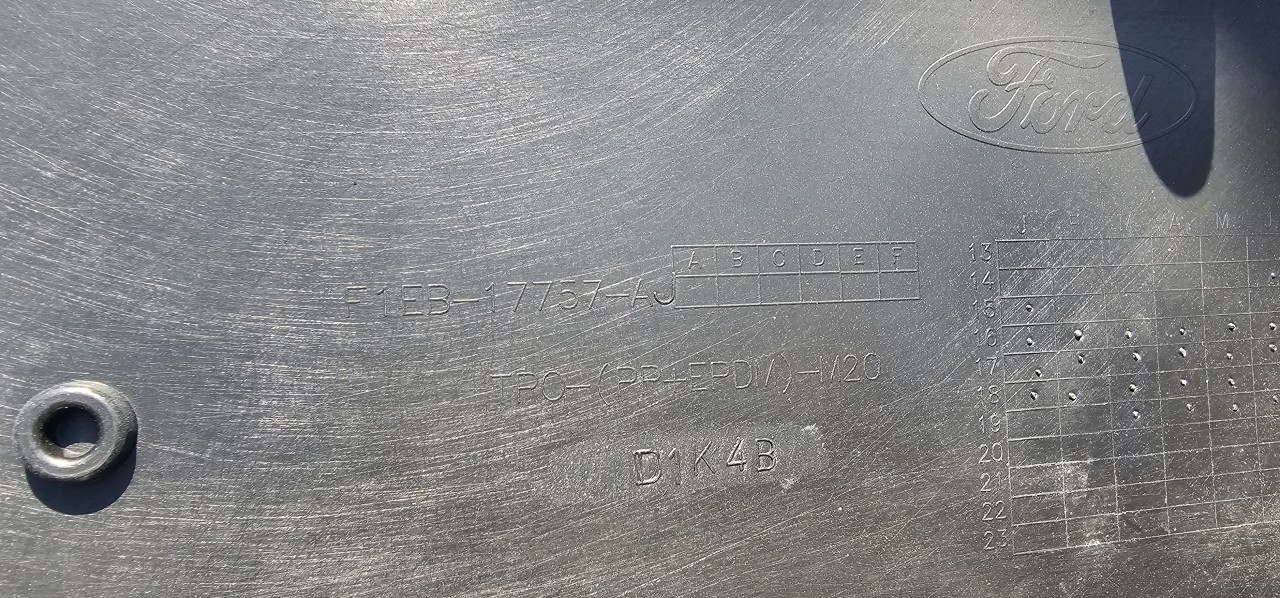 Ford
A B C D E F
F1EB-17757-AJ
TPO-(PP+EPDM)-M20
D1K4B
J F M A M J
13
14
15
16
17
18
19
20
21
22
23